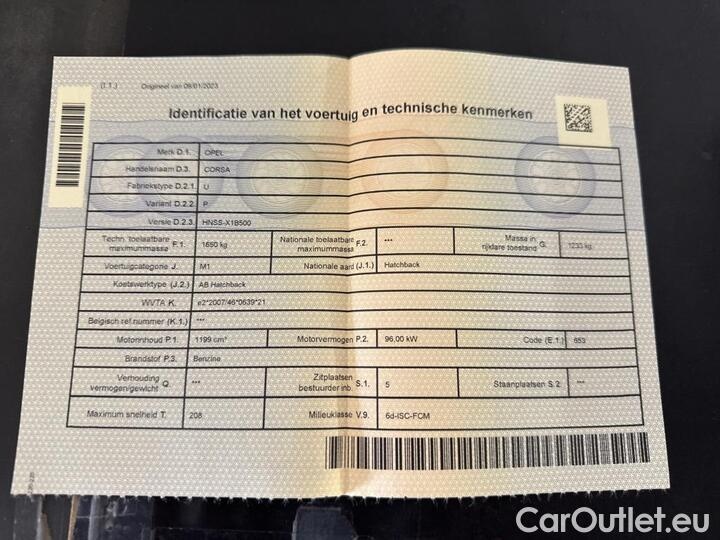 (I.1.) Origineel van 09/01/2023
Identificatie van het voertuig en technische kenmerken
Merk D.1. OPEL
Handelsnaam D.3. CORSA
Fabriekstype D.2.1. U
Variant D.2.2. P
Versie D.2.3. HNSS-X1B500
Techn. toelaatbare maximummassa F.1. 1650 kg Nationale toelaatbare maximummassa F.2. *** Massa in rijklare toestand G. 1233 kg
Voertuigcategorie J. M1 Nationale aard (J.1.) Hatchback
Koetswerktype (J.2.) AB Hatchback
WVTA K. e2*2007/46*0639*21
Belgisch ref.nummer (K.1.) ***
Motorinhoud P.1. 1199 cm³ Motorvermogen P.2. 96,00 kW Code (E.1.) 653
Brandstof P.3. Benzine
Verhouding vermogen/gewicht Q. *** Zitplaatsen bestuurder inb. S.1. 5 Staanplaatsen S.2. ***
Maximum snelheid T. 208 Milieuklasse V.9. 6d-ISC-FCM
CarOutlet.eu